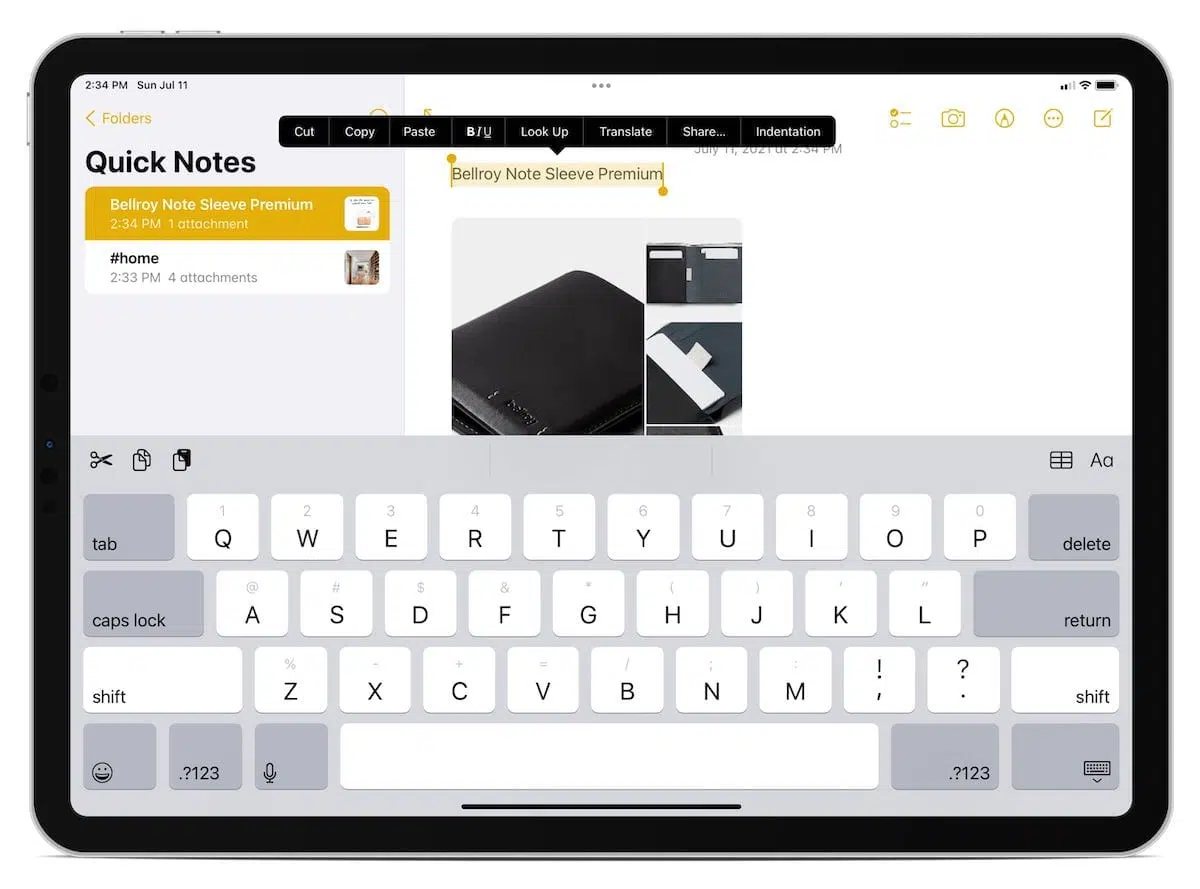 2:34 PM Sun Jul 11
Folders
Quick Notes
Bellroy Note Sleeve Premium
2:34 PM 1 attachment
#home
2:33 PM 4 attachments
Cut Copy Paste BIU Look Up Translate Share... Indentation
July 11, 2021 at 2:34 PM
Bellroy Note Sleeve Premium
bellroy
Aa
1 2 3 4 5 6 7 8 9 0
tab Q W E R T Y U I O P delete
@ # $ & * ( ) ' "
caps lock A S D F G H J K L return
% - + = / ; : ! ?
shift Z X C V B N M , . shift
.?123 .?123